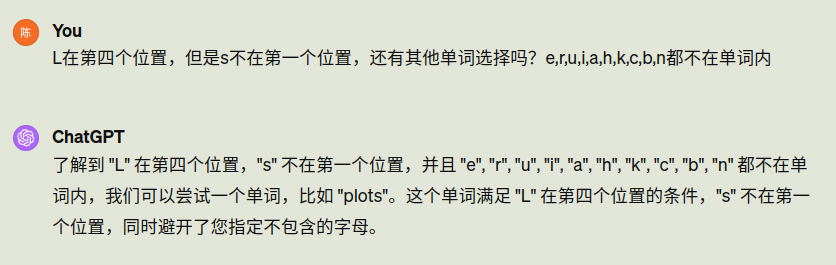 陈
You
L在第四个位置，但是s不在第一个位置，还有其他单词选择吗？e,r,u,i,a,h,k,c,b,n都不在单词内
ChatGPT
了解到 "L" 在第四个位置，"s" 不在第一个位置，并且 "e", "r", "u", "i", "a", "h", "k", "c", "b", "n" 都不在单
词内，我们可以尝试一个单词，比如 "plots"。这个单词满足 "L" 在第四个位置的条件，"s" 不在第一
个位置，同时避开了您指定不包含的字母。